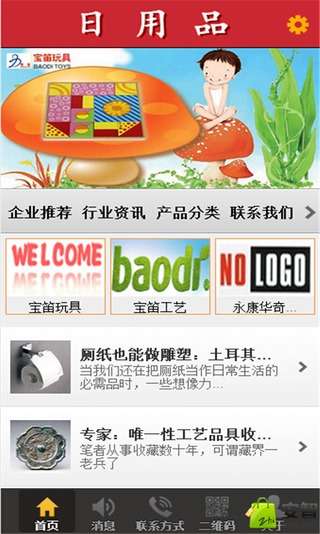 日用品
宝笛玩具
BAODI TOYS
企业推荐 行业资讯 产品分类 联系我们
WELCOME baodi. NO LOGO
宝笛玩具 宝笛工艺 永康华奇...
厕纸也能做雕塑：土耳其...
当我们还在把厕纸当作日常生活的
必需品时，一些想像力...
专家：唯一性工艺品具收...
笔者从事收藏数十年，可谓藏界一
老兵了
首页 消息 联系方式 二维码 关于
安智